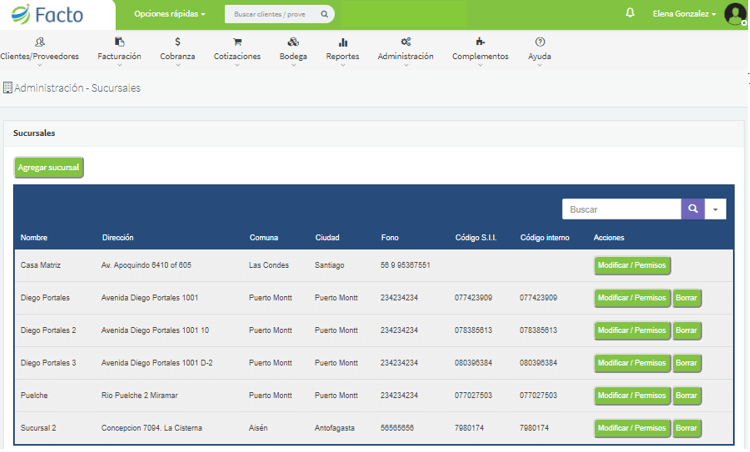 Facto Opciones rápidas Buscar clientes / prove Elena Gonzalez
Clientes/Proveedores Facturación Cobranza Cotizaciones Bodega Reportes Administración Complementos Ayuda
Administración - Sucursales
Sucursales
Agregar sucursal
Buscar
Nombre Dirección Comuna Ciudad Fono Código S.I.I. Código interno Acciones
Casa Matriz Av. Apoquindo 6410 of 605 Las Condes Santiago 56 9 96367551 Modificar / Permisos
Diego Portales Avenida Diego Portales 1001 Puerto Montt Puerto Montt 234234234 077423909 077423909 Modificar / Permisos Borrar
Diego Portales 2 Avenida Diego Portales 1001 10 Puerto Montt Puerto Montt 234234234 078385613 078385613 Modificar / Permisos Borrar
Diego Portales 3 Avenida Diego Portales 1001 D-2 Puerto Montt Puerto Montt 234234234 080396384 080396384 Modificar / Permisos Borrar
Puelche Rio Puelche 2 Miramar Puerto Montt Puerto Montt 234234234 077027503 077027503 Modificar / Permisos Borrar
Sucursal 2 Concepcion 7094. La Cisterna Aisén Antofagasta 56565656 7980174 7980174 Modificar / Permisos Borrar